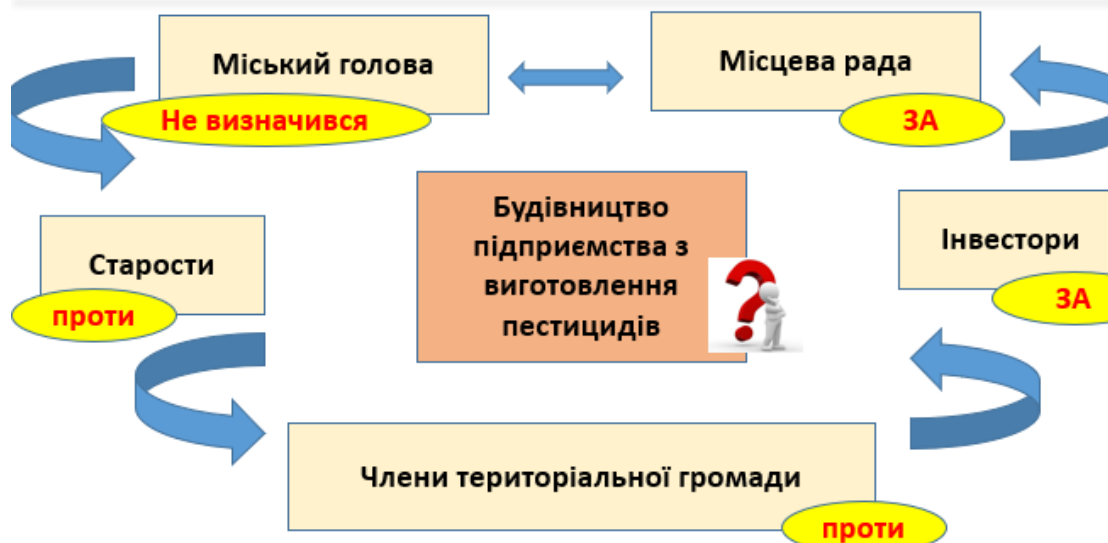 Міський голова
Не визначився
Місцева рада
ЗА
Будівництво
підприємства з
виготовлення
пестицидів
Старости
проти
Інвестори
ЗА
Члени територіальної громади
проти